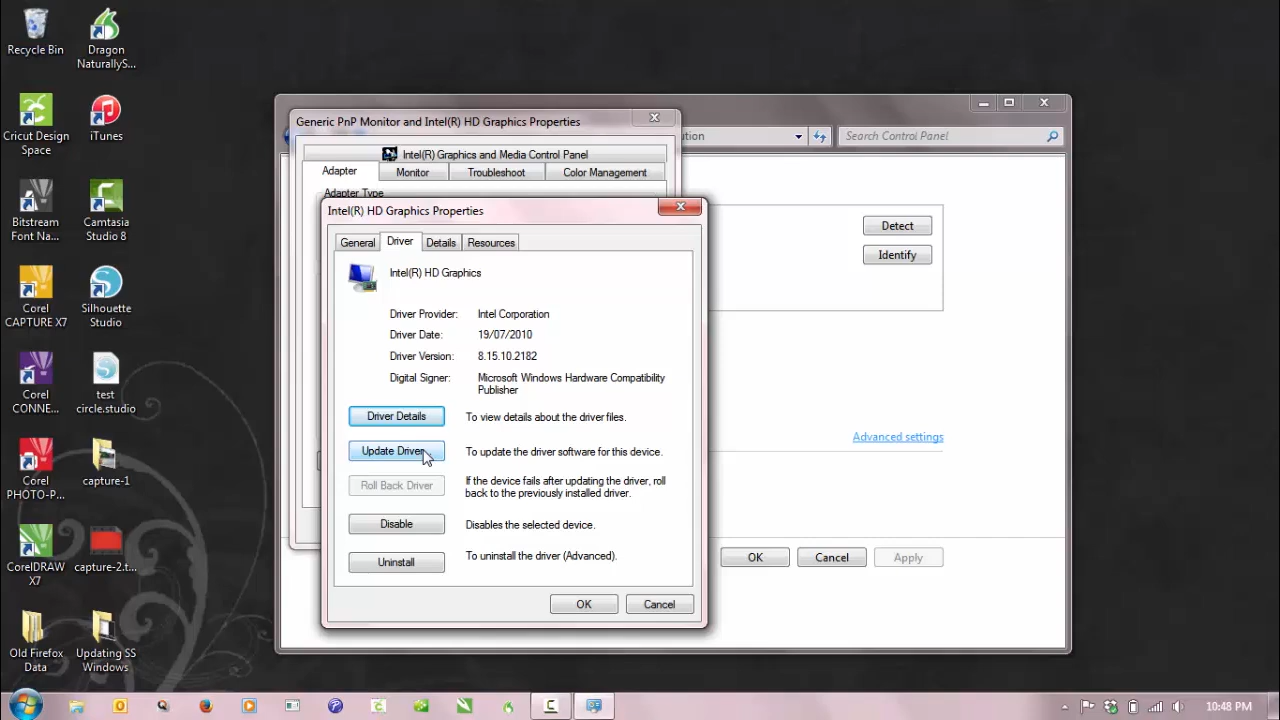 Recycle Bin
Dragon
NaturallyS...
Cricut Design
Space
iTunes
Bitstream
Font Na...
Camtasia
Studio 8
Corel
CAPTURE X7
Silhouette
Studio
Corel
CONNE...
test
circle.studio
Corel
PHOTO-P...
capture-1
CorelDRAW
X7
capture-2.t...
Old Firefox
Data
Updating SS
Windows
Search Control Panel
Detect
Identify
Advanced settings
OK
Cancel
Apply
Generic PnP Monitor and Intel(R) HD Graphics Properties
Intel(R) Graphics and Media Control Panel
Adapter
Monitor
Troubleshoot
Color Management
Adapter Type
Intel(R) HD Graphics Properties
General
Driver
Details
Resources
Intel(R) HD Graphics
Driver Provider: Intel Corporation
Driver Date: 19/07/2010
Driver Version: 8.15.10.2182
Digital Signer: Microsoft Windows Hardware Compatibility
Publisher
Driver Details To view details about the driver files.
Update Driver To update the driver software for this device.
Roll Back Driver If the device fails after updating the driver, roll
back to the previously installed driver.
Disable Disables the selected device.
Uninstall To uninstall the driver (Advanced).
OK
Cancel
10:48 PM